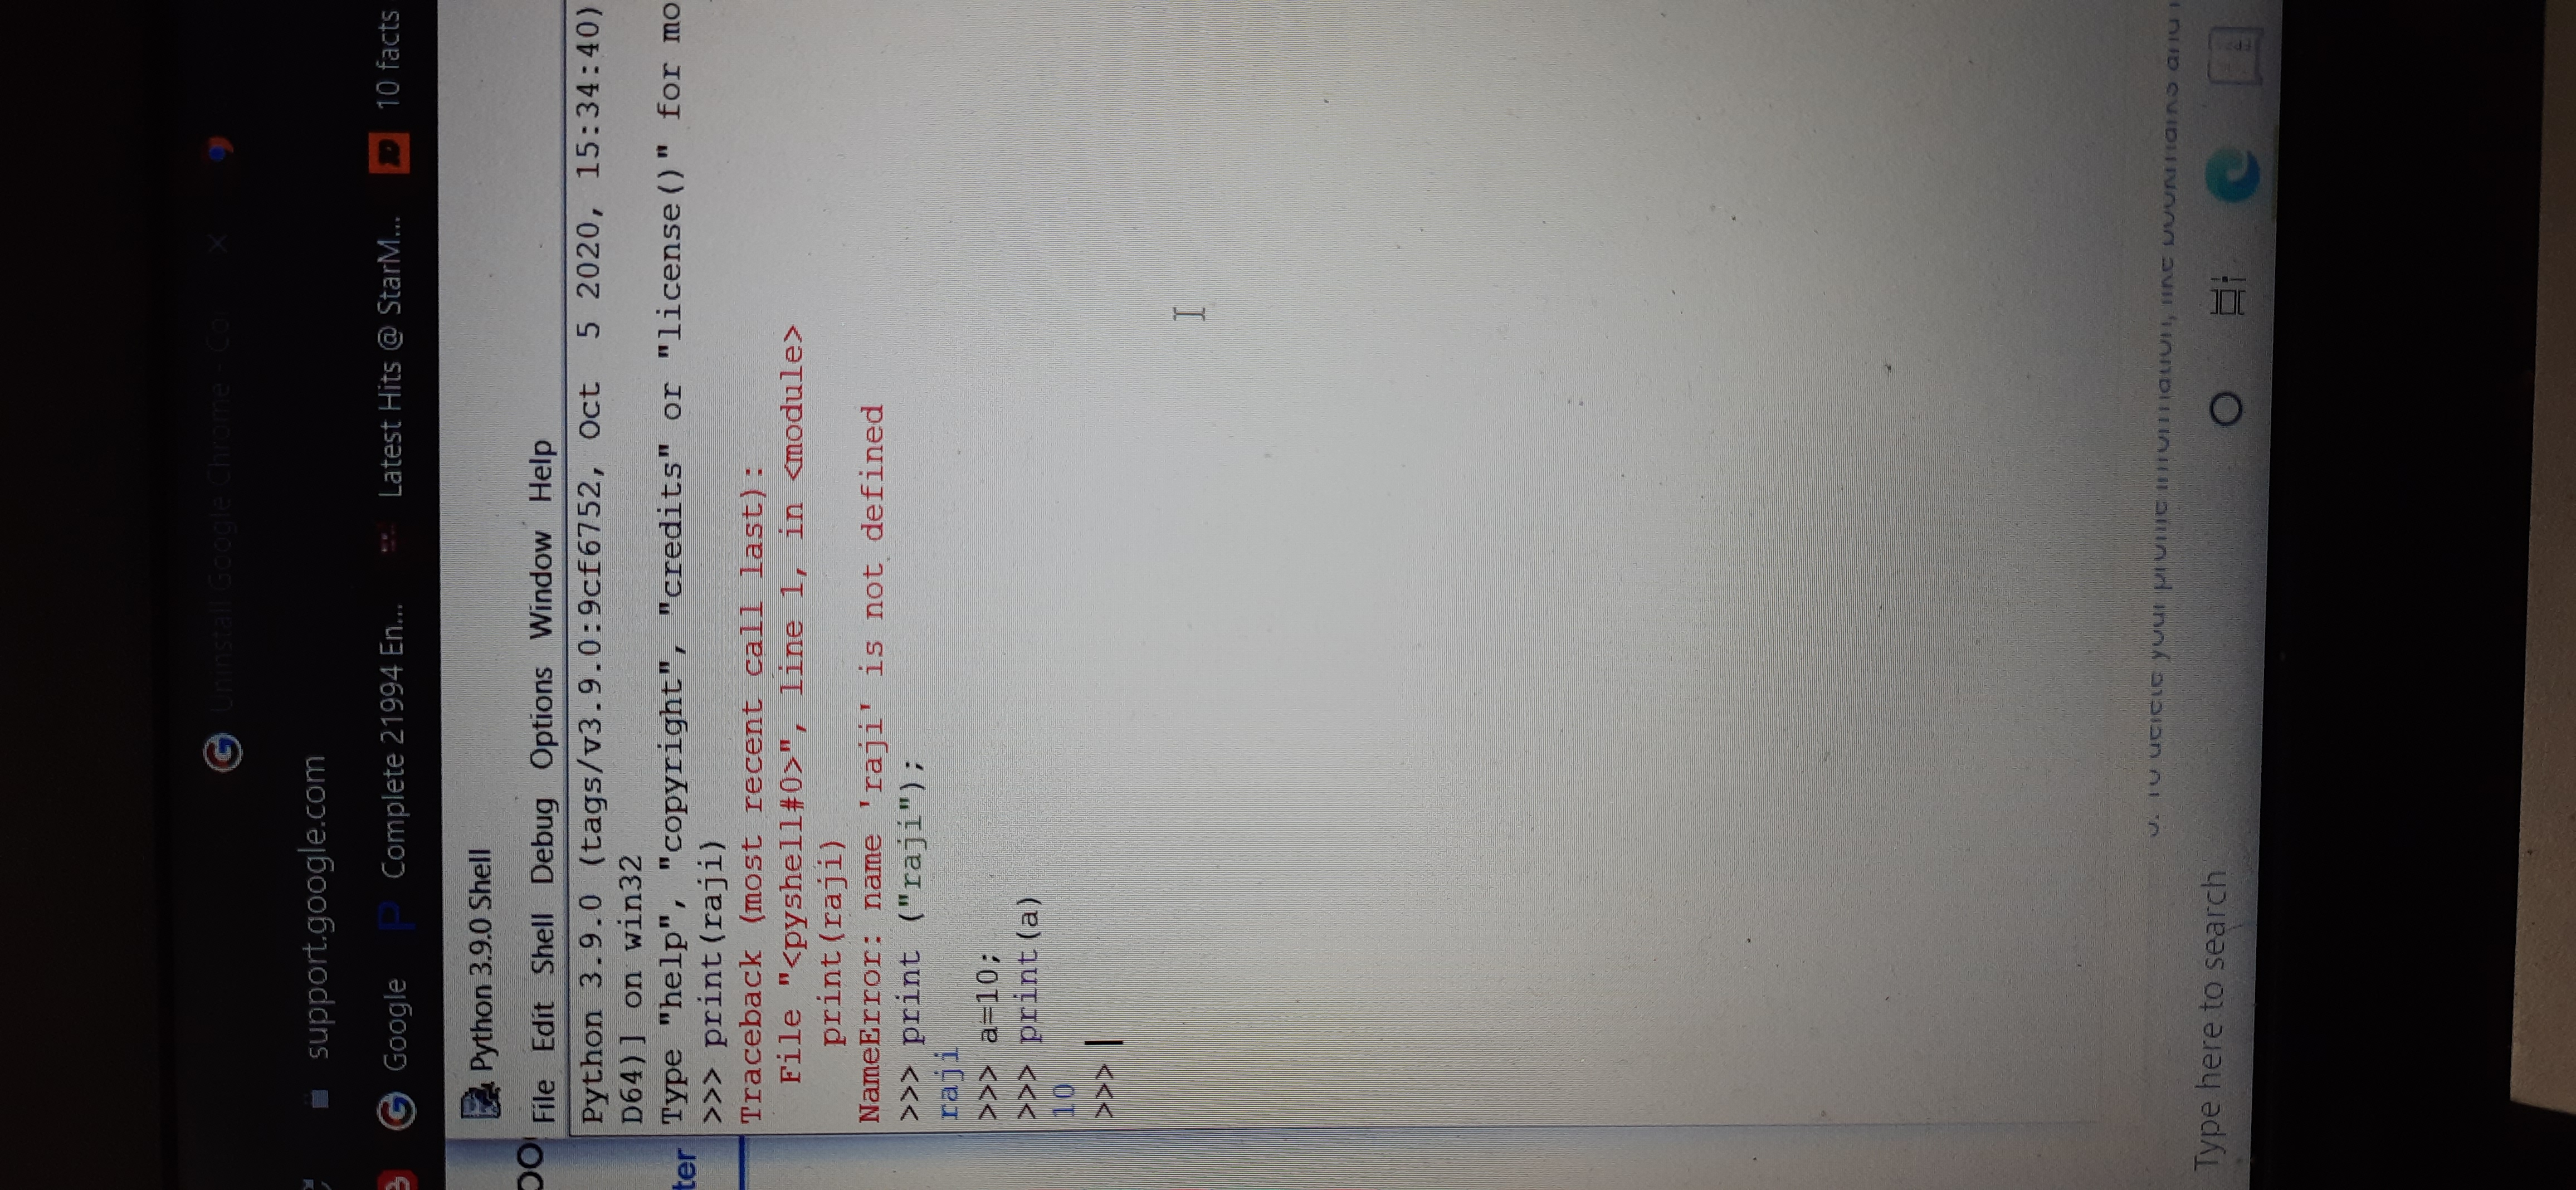 Uninstall Google Chrome - Co
support.google.com
Google
Complete 21994 En...
Latest Hits @ StarM...
10 facts
Python 3.9.0 Shell
File Edit Shell Debug Options Window Help
Python 3.9.0 (tags/v3.9.0:9cf6752, Oct  5 2020, 15:34:40)
D64)] on win32
Type "help", "copyright", "credits" or "license()" for mo
ter
>>> print(raji)
Traceback (most recent call last):
  File "<pyshell#0>", line 1, in <module>
    print(raji)
NameError: name 'raji' is not defined
>>> print ("raji");
raji
>>> a=10;
>>> print(a)
10
>>>
To delete your profile information, like bookmarks and
Type here to search